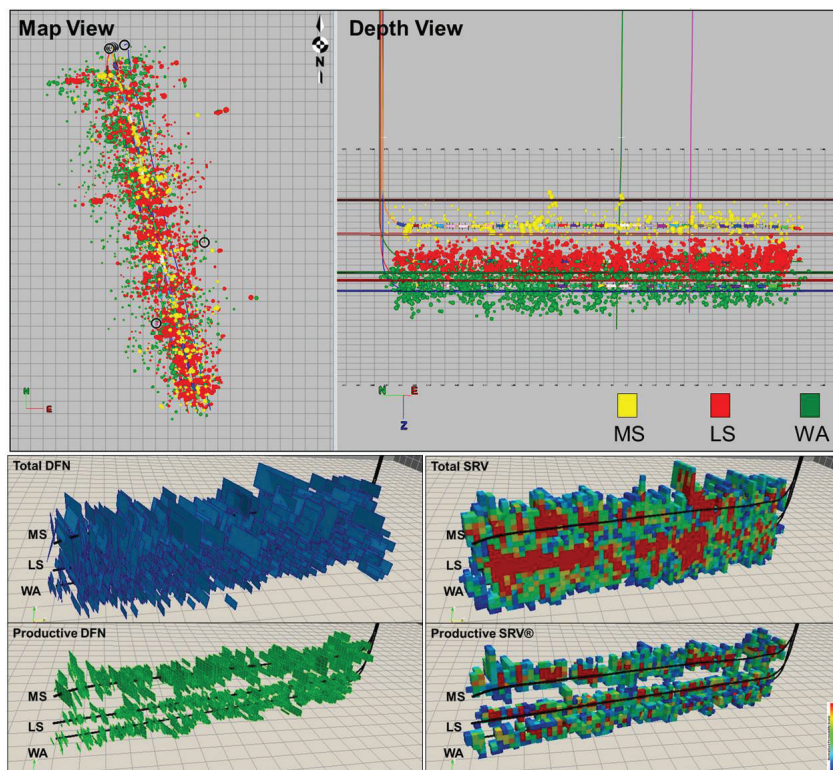 Map View
N
N
E
Depth View
N
E
Z
MS
LS
WA
Total DFN
MS
LS
WA
Total SRV
MS
LS
WA
Productive DFN
MS
LS
WA
Productive SRV®
MS
LS
WA